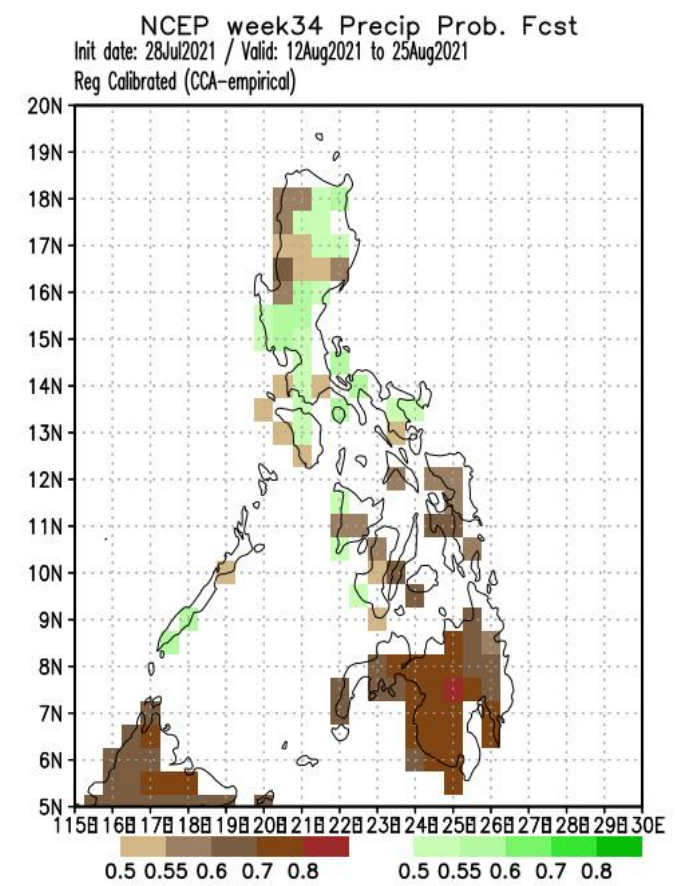 NCEP week34 Precip Prob. Fcst
Init date: 28Jul2021 / Valid: 12Aug2021 to 25Aug2021
Reg Calibrated (CCA-empirical)
20N
19N
18N
17N
16N
15N
14N
13N
12N
11N
10N
9N
8N
7N
6N
5N
115E 116E 117E 118E 119E 120E 121E 122E 123E 124E 125E 126E 127E 128E 129E 130E
0.5 0.55 0.6 0.7 0.8 0.5 0.55 0.6 0.7 0.8